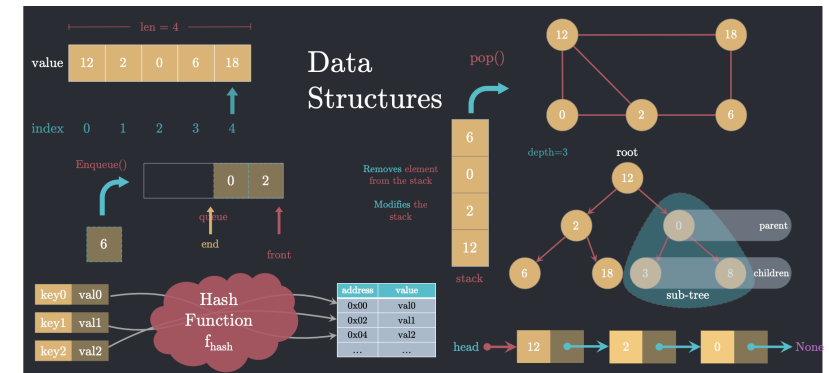 len = 4
value 12 2 0 6 18
index 0 1 2 3 4
Data
Structures
pop()
6
0
2
12
stack
Removes element
from the stack
Modifies the
stack
12 18
0 2 6
Enqueue()
6
0 2
queue
end
front
depth=3
root
12
2 0
parent
6 18 3 8
children
sub-tree
key0 val0
key1 val1
key2 val2
Hash
Function
fhash
address value
0x00 val0
0x02 val1
0x04 val2
... ...
head 12 2 0 None